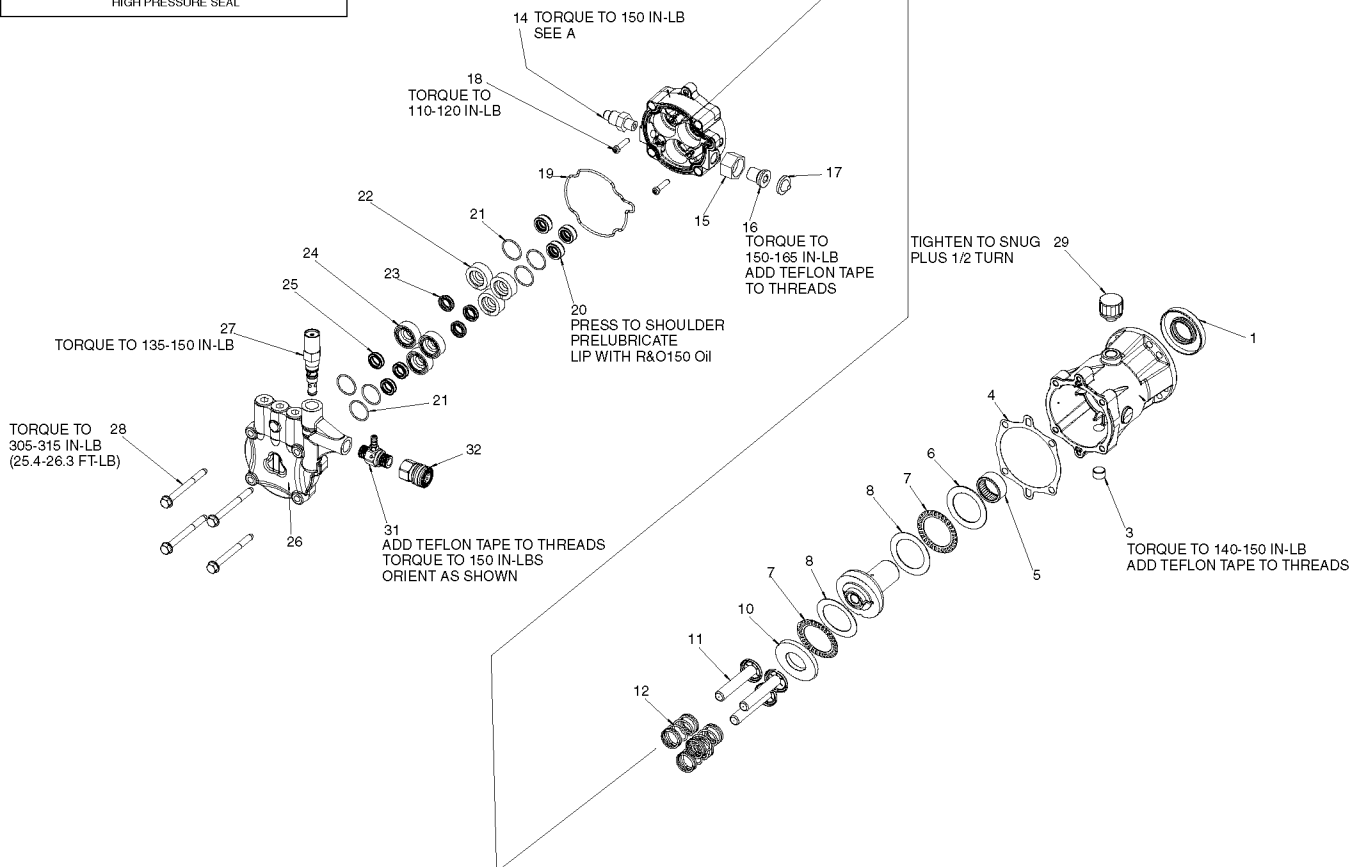 HIGH PRESSURE SEAL
14 TORQUE TO 150 IN-LB
SEE A
18
TORQUE TO
110-120 IN-LB
19
17
22
21
15
16
TORQUE TO
150-165 IN-LB
ADD TEFLON TAPE
TO THREADS
TIGHTEN TO SNUG 29
PLUS 1/2 TURN
24
23
25
20
PRESS TO SHOULDER
PRELUBRICATE
LIP WITH R&O150 Oil
27
TORQUE TO 135-150 IN-LB
1
21
4
TORQUE TO 28
305-315 IN-LB
(25.4-26.3 FT-LB)
32
6
7
8
26
31
ADD TEFLON TAPE TO THREADS
TORQUE TO 150 IN-LBS
ORIENT AS SHOWN
3
TORQUE TO 140-150 IN-LB
ADD TEFLON TAPE TO THREADS
5
8
7
10
11
12